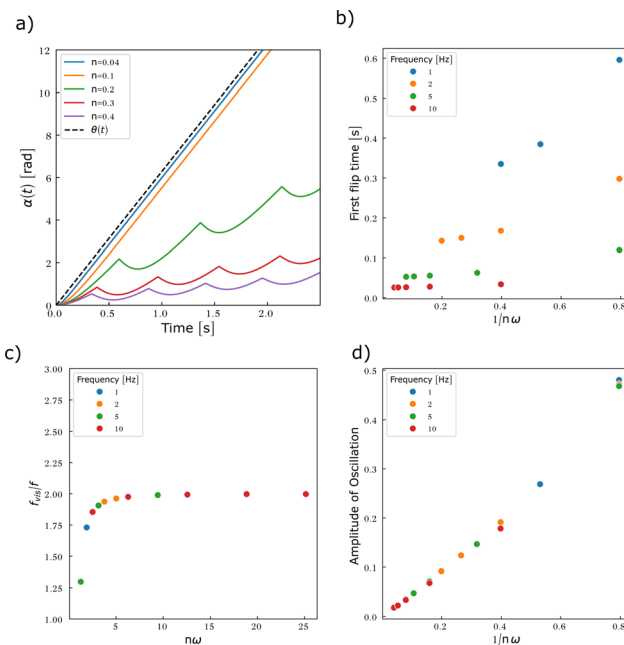 a)
12
10
8
6
4
2
0
α(t) [rad]
n=0.04
n=0.1
n=0.2
n=0.3
n=0.4
θ(t)
0.0 0.5 1.0 1.5 2.0
Time [s]
b)
0.6
0.5
0.4
0.3
0.2
0.1
0.0
First flip time [s]
Frequency [Hz]
1
2
5
10
0.2 0.4 0.6 0.8
1/nω
c)
3.00
2.75
2.50
2.25
2.00
1.75
1.50
1.25
1.00
f_vis/f
Frequency [Hz]
1
2
5
10
5 10 15 20 25
nω
d)
0.5
0.4
0.3
0.2
0.1
0.0
Amplitude of Oscillation
Frequency [Hz]
1
2
5
10
0.2 0.4 0.6 0.8
1/nω